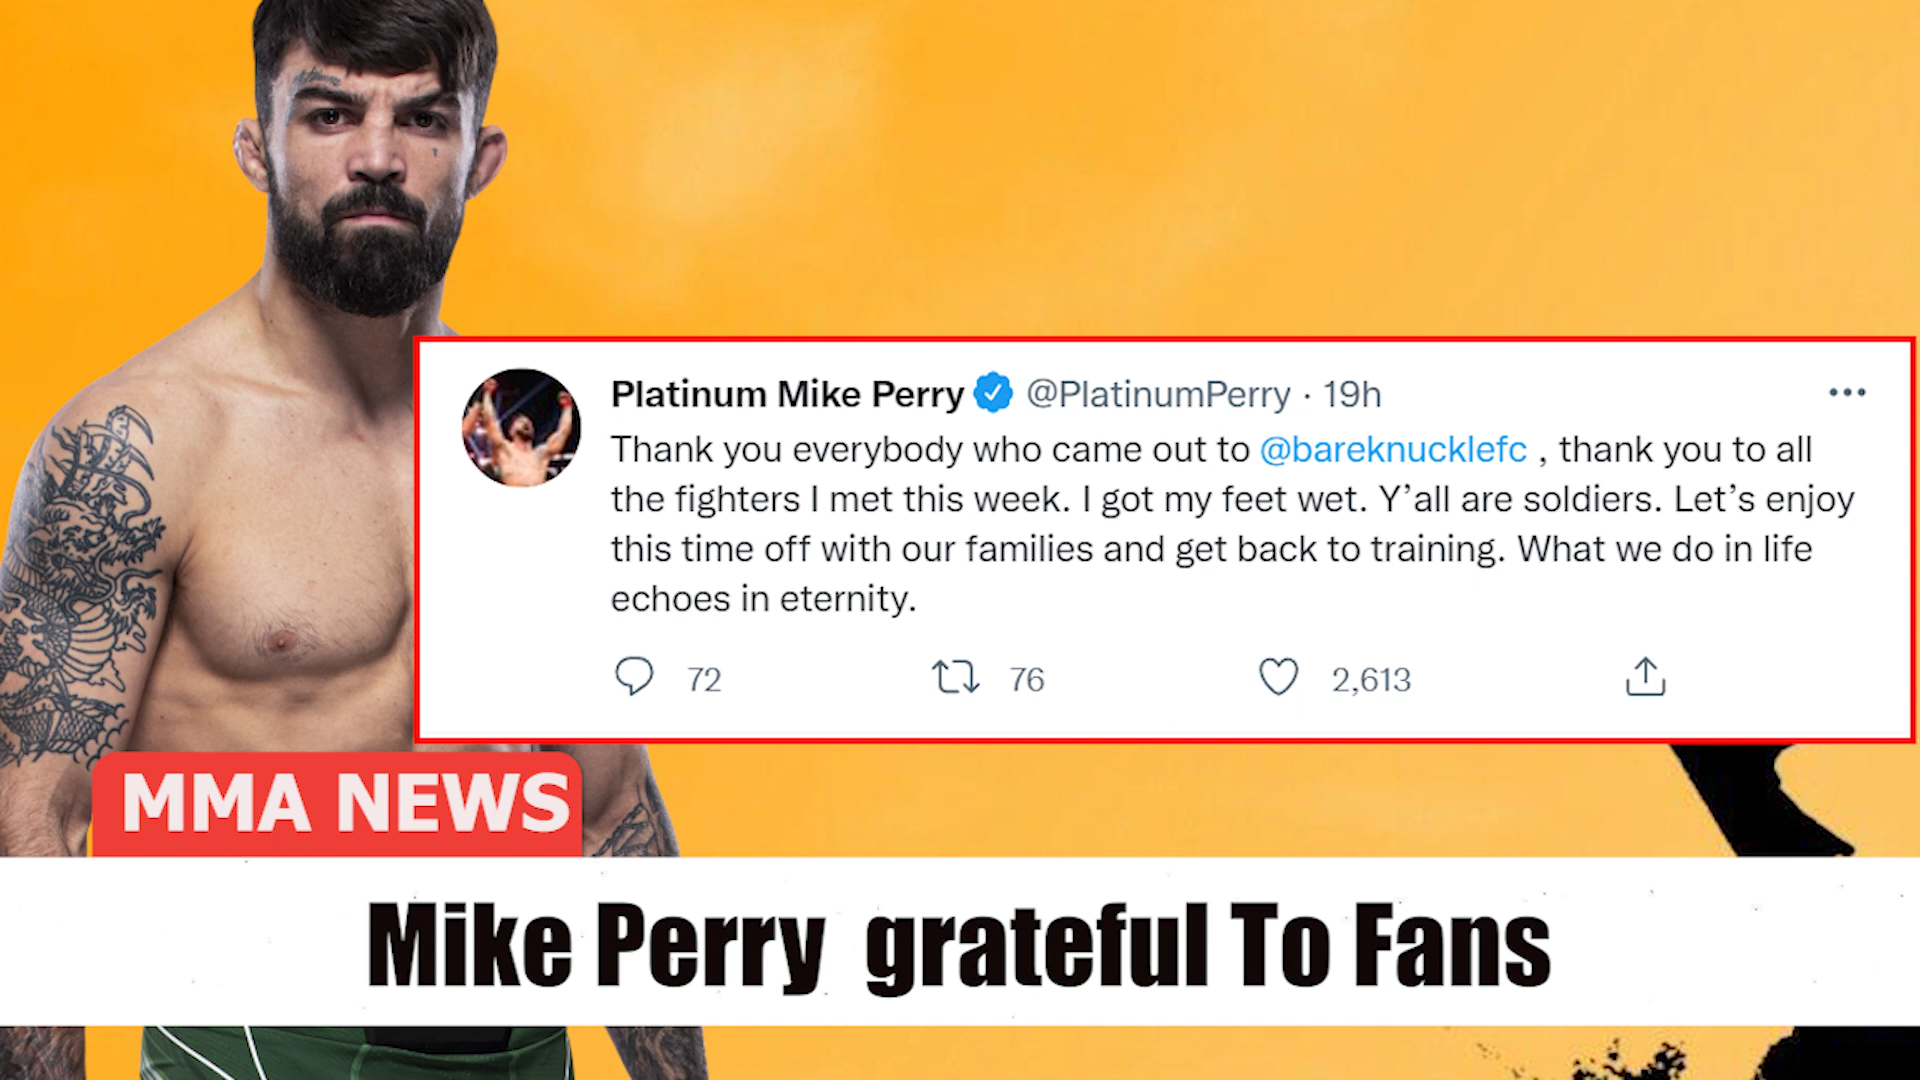 Platinum Mike Perry @PlatinumPerry · 19h
Thank you everybody who came out to @bareknucklefc , thank you to all
the fighters I met this week. I got my feet wet. Y’all are soldiers. Let’s enjoy
this time off with our families and get back to training. What we do in life
echoes in eternity.
72 76 2,613
MMA NEWS
Mike Perry grateful To Fans